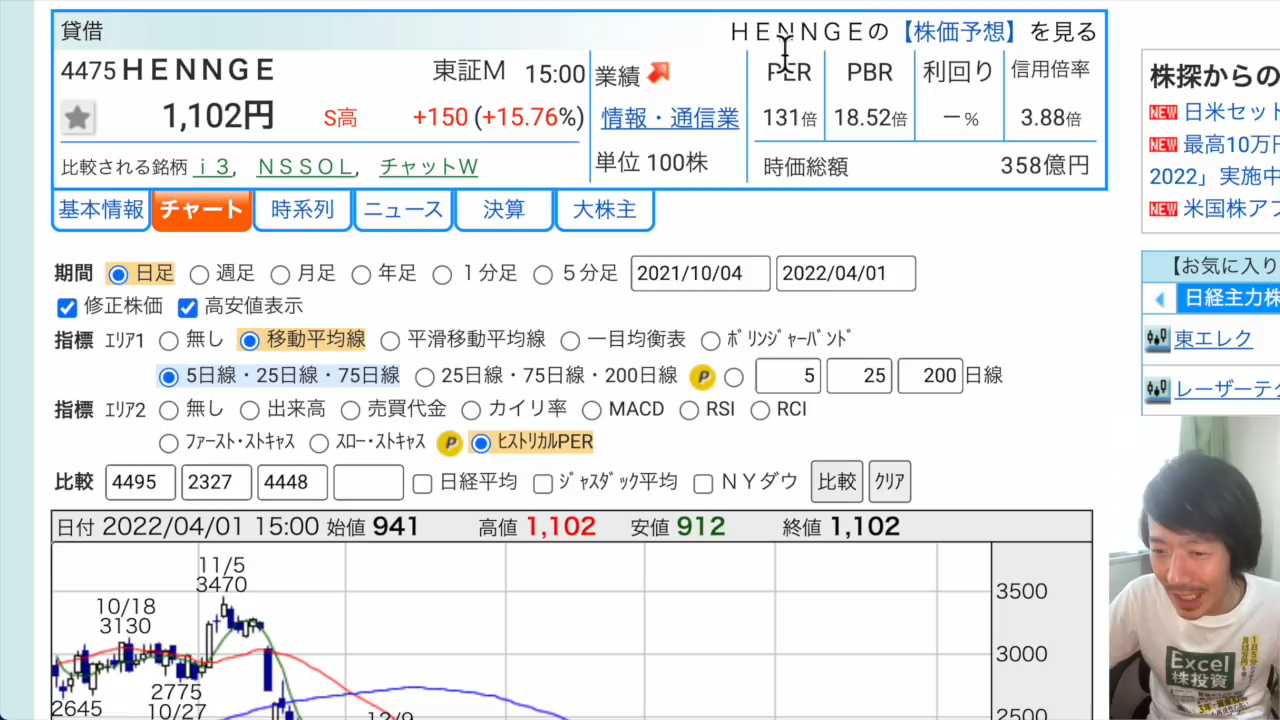 貸借
ＨＥＮＮＧＥの【株価予想】を見る
4475 ＨＥＮＮＧＥ 東証Ｍ 15:00
1,102円 S高 +150 (+15.76%)
比較される銘柄 ｉ３, ＮＳＳＯＬ, チャットＷ
業績
情報・通信業
単位 100株
PER PBR 利回り 信用倍率
131倍 18.52倍 －％ 3.88倍
時価総額 358億円
基本情報 チャート 時系列 ニュース 決算 大株主
期間 日足 週足 月足 年足 １分足 ５分足 2021/10/04 2022/04/01
修正株価 高安値表示
指標 ｴﾘｱ1 無し 移動平均線 平滑移動平均線 一目均衡表 ﾎﾞﾘﾝｼﾞｬｰﾊﾞﾝﾄﾞ
5日線・25日線・75日線 25日線・75日線・200日線 P 5 25 200 日線
指標 ｴﾘｱ2 無し 出来高 売買代金 カイリ率 MACD RSI RCI
ﾌｧｰｽﾄ･ｽﾄｷｬｽ ｽﾛｰ･ｽﾄｷｬｽ P ﾋｽﾄﾘｶﾙPER
比較 4495 2327 4448 日経平均 ｼﾞｬｽﾀﾞｯｸ平均 ＮＹダウ 比較 ｸﾘｱ
日付 2022/04/01 15:00 始値 941 高値 1,102 安値 912 終値 1,102
11/5
3470
10/18
3130
2775
10/27
2645
12/9
3500
3000
2500
株探からの
NEW 日米セット
NEW 最高10万円
2022」実施中
NEW 米国株アプ
【お気に入り
日経主力株
東エレク
レーザーテク
Excel
株投資